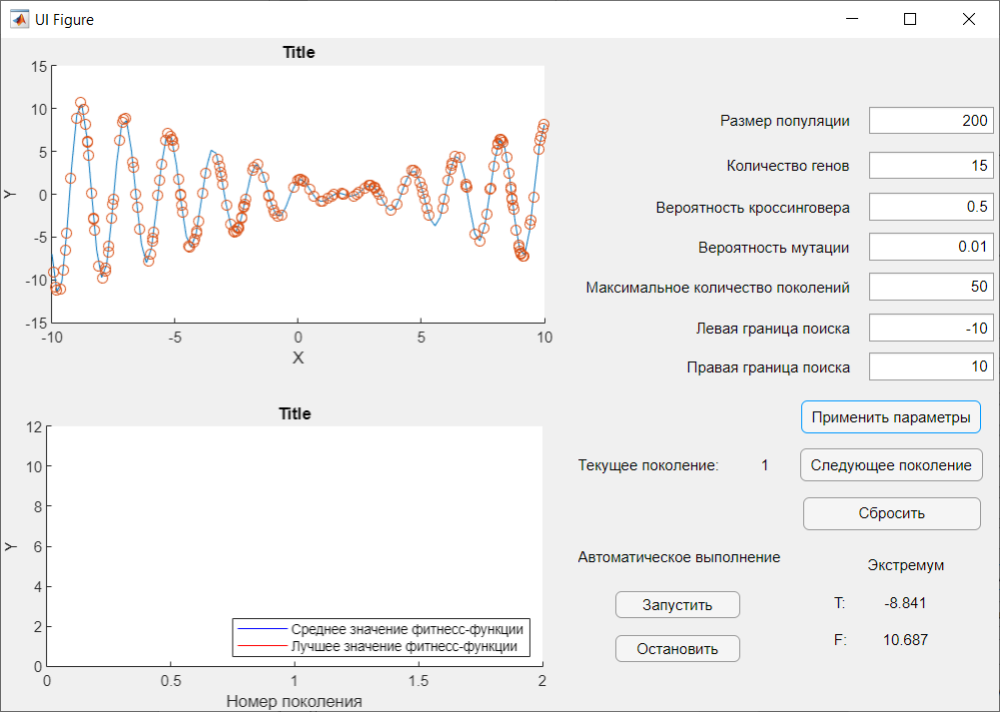 UI Figure
Title
15
10
5
0
-5
-10
-15
Y
-10
-5
0
5
10
X
Размер популяции
200
Количество генов
15
Вероятность кроссинговера
0.5
Вероятность мутации
0.01
Максимальное количество поколений
50
Левая граница поиска
-10
Правая граница поиска
10
Применить параметры
Текущее поколение:
1
Следующее поколение
Сбросить
Автоматическое выполнение
Запустить
Остановить
Экстремум
T:
-8.841
F:
10.687
Title
12
10
8
6
4
2
0
Y
Среднее значение фитнесс-функции
Лучшее значение фитнесс-функции
0
0.5
1
1.5
2
Номер поколения